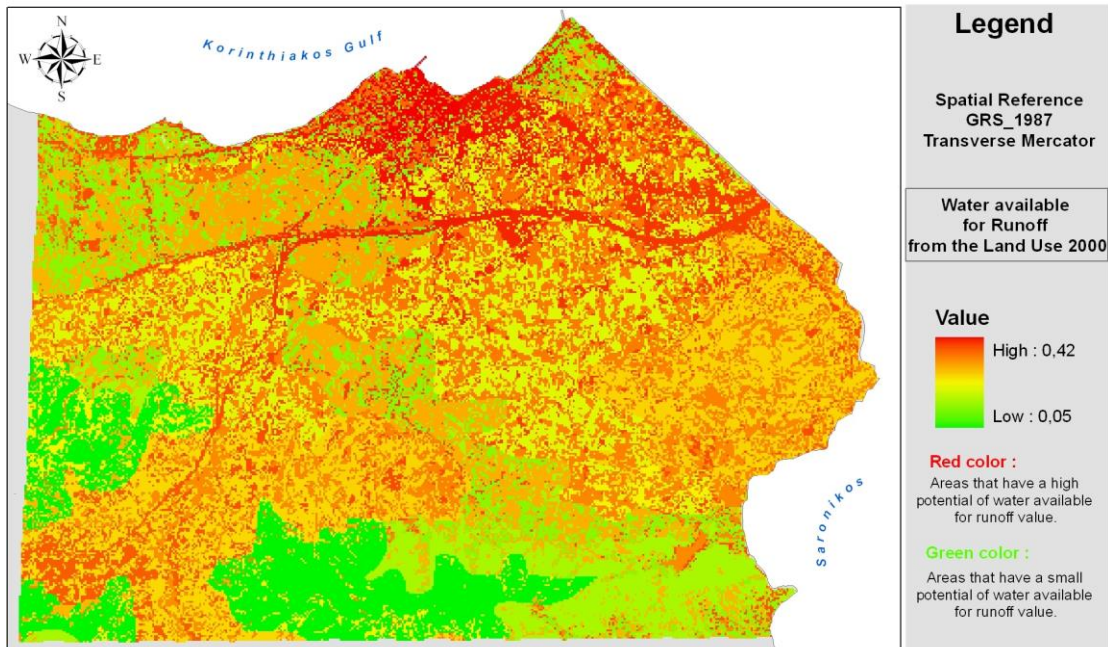 N
W E
S
Korinthiakos Gulf
Saronikos
Legend
Spatial Reference
GRS_1987
Transverse Mercator
Water available
for Runoff
from the Land Use 2000
Value
High : 0,42
Low : 0,05
Red color :
Areas that have a high
potential of water available
for runoff value.
Green color :
Areas that have a small
potential of water available
for runoff value.